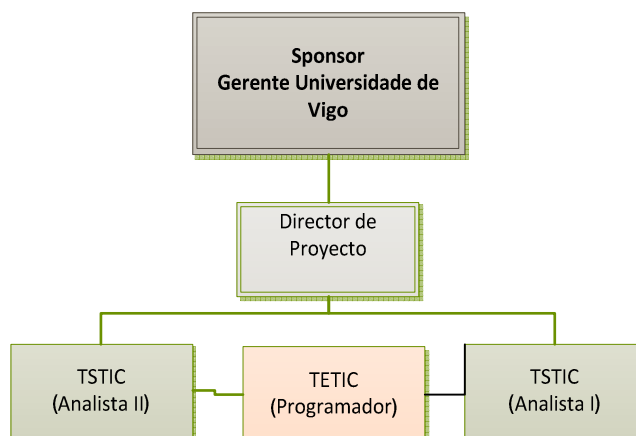 Sponsor
Gerente Universidade de
Vigo
Director de
Proyecto
TSTIC
(Analista II)
TETIC
(Programador)
TSTIC
(Analista I)